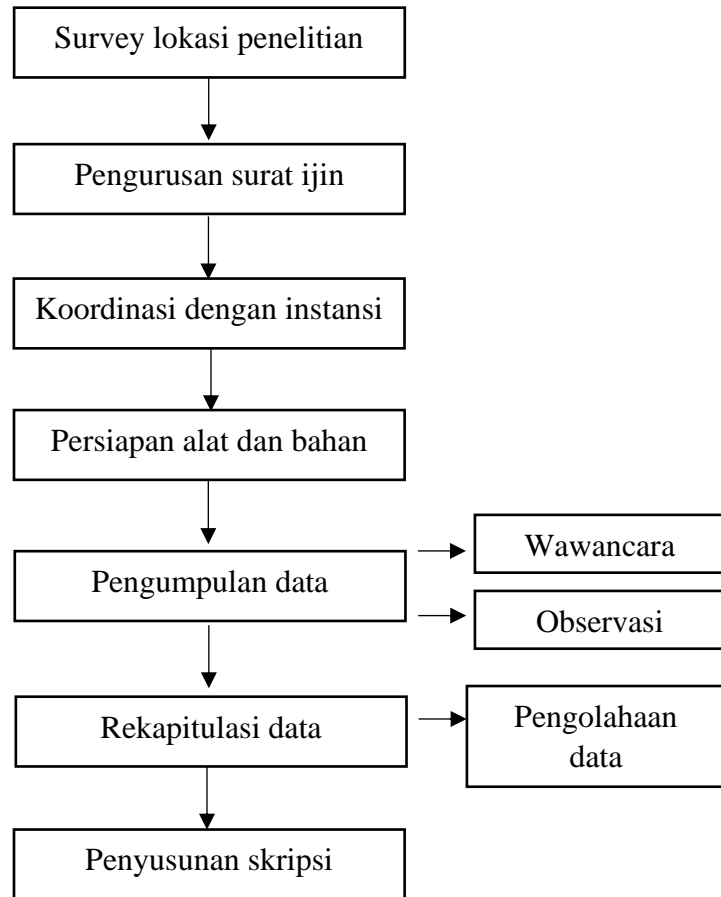 Survey lokasi penelitian
Pengurusan surat ijin
Koordinasi dengan instansi
Persiapan alat dan bahan
Pengumpulan data
Wawancara
Observasi
Rekapitulasi data
Pengolahaan
data
Penyusunan skripsi